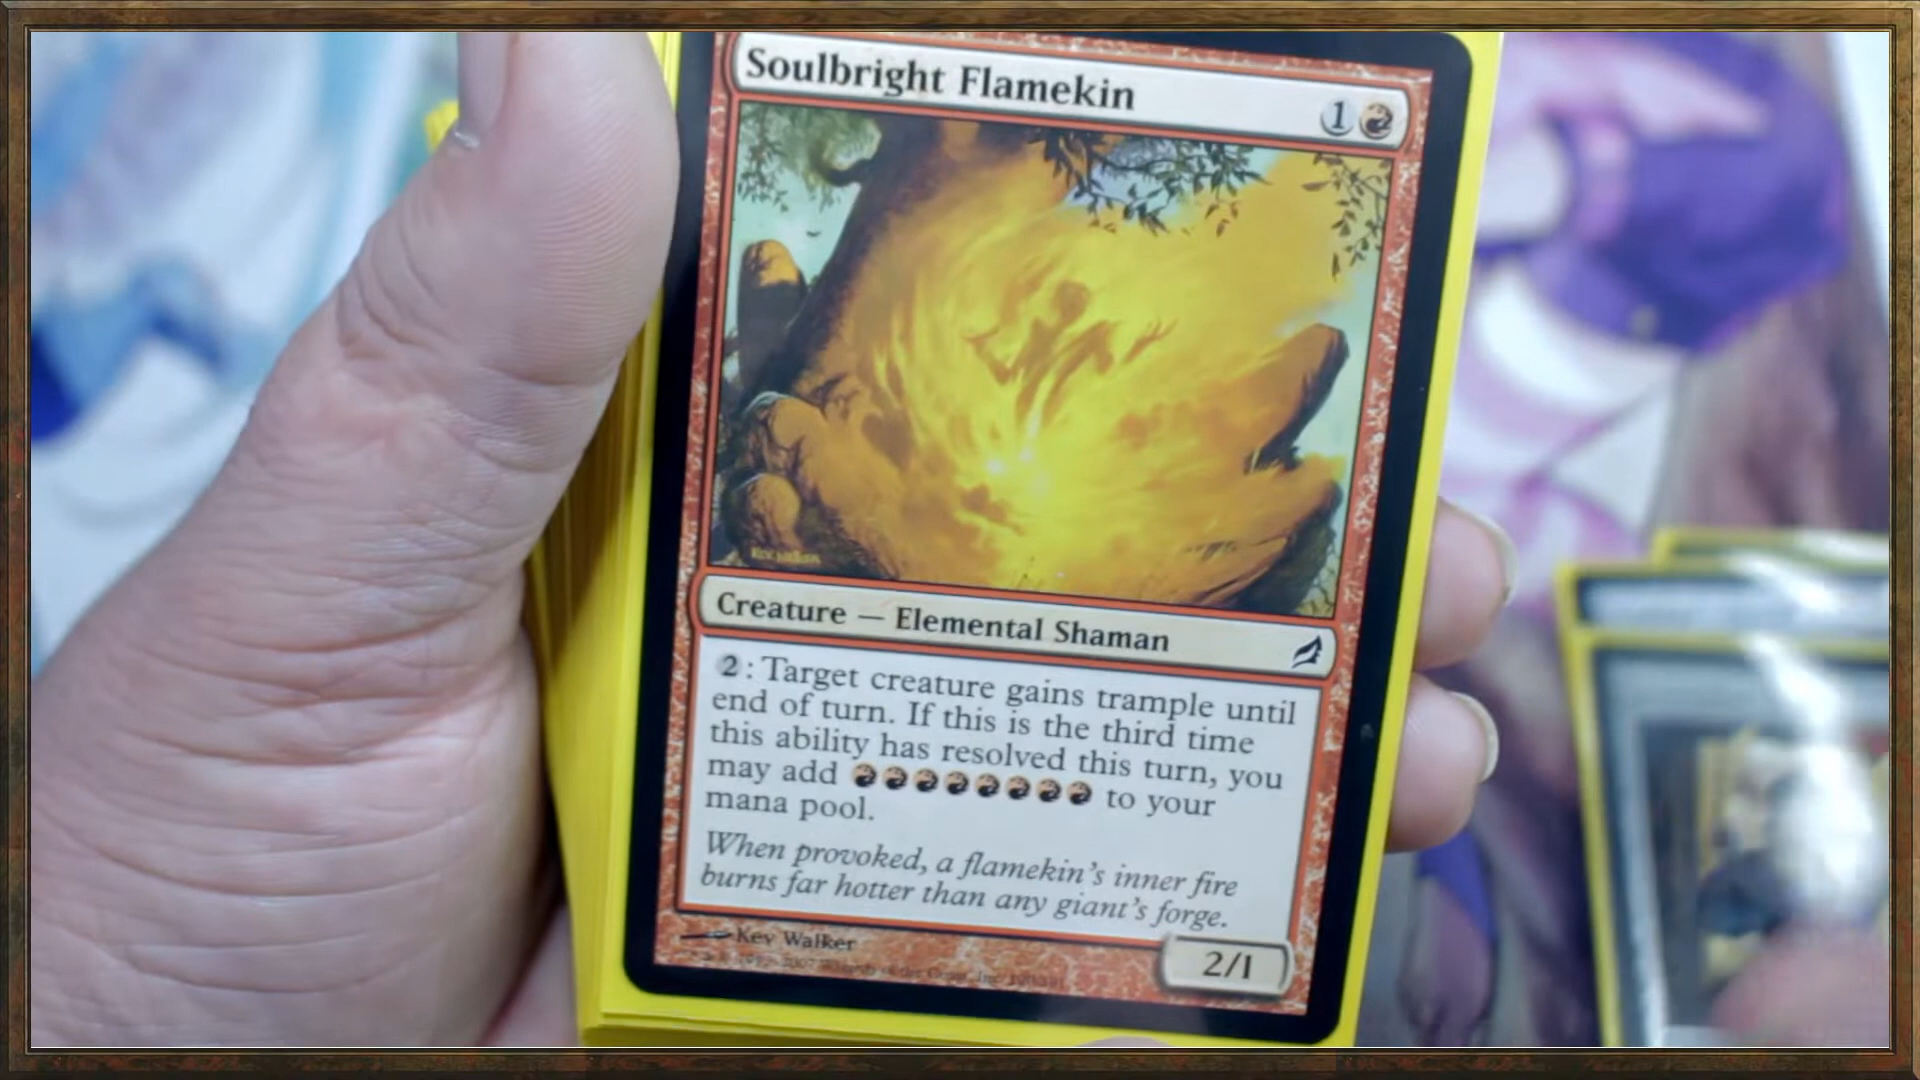 Soulbright Flamekin
1
Kev Walker
Creature — Elemental Shaman
2: Target creature gains trample until
end of turn. If this is the third time
this ability has resolved this turn, you
may add to your
mana pool.
When provoked, a flamekin's inner fire
burns far hotter than any giant's forge.
Kev Walker
2/1